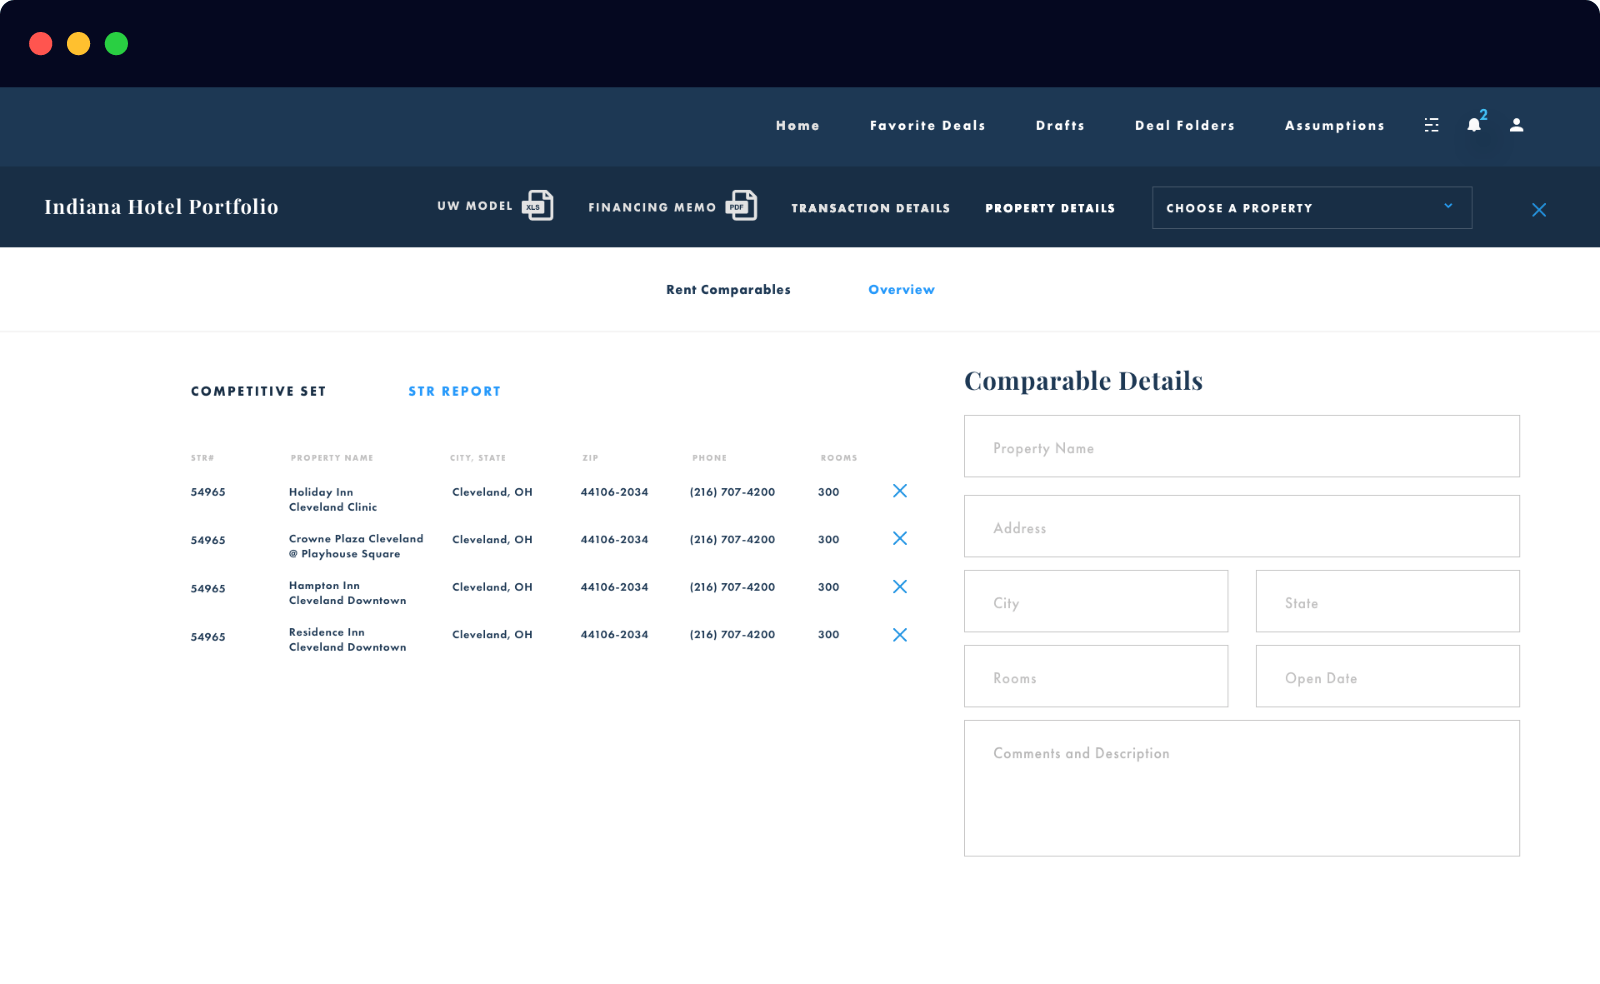 Home Favorite Deals Drafts Deal Folders Assumptions 2
Indiana Hotel Portfolio UW MODEL XLS FINANCING MEMO PDF TRANSACTION DETAILS PROPERTY DETAILS CHOOSE A PROPERTY
Rent Comparables Overview
COMPETITIVE SET STR REPORT
STR# PROPERTY NAME CITY, STATE ZIP PHONE ROOMS
54965 Holiday Inn Cleveland, OH 44106-2034 (216) 707-4200 300
Cleveland Clinic
54965 Crowne Plaza Cleveland Cleveland, OH 44106-2034 (216) 707-4200 300
@ Playhouse Square
54965 Hampton Inn Cleveland, OH 44106-2034 (216) 707-4200 300
Cleveland Downtown
54965 Residence Inn Cleveland, OH 44106-2034 (216) 707-4200 300
Cleveland Downtown
Comparable Details
Property Name
Address
City State
Rooms Open Date
Comments and Description